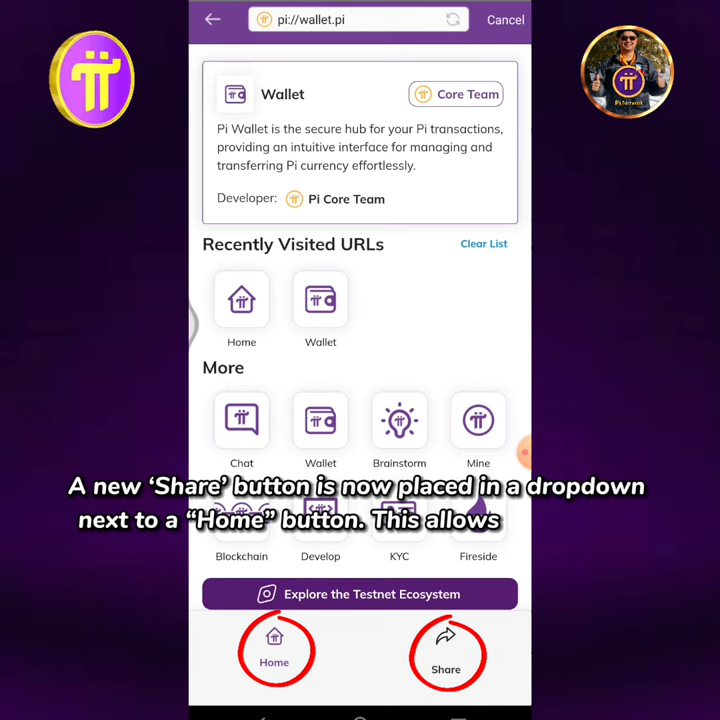 pi://wallet.pi
Cancel
Wallet
Core Team
Pi Wallet is the secure hub for your Pi transactions,
providing an intuitive interface for managing and
transferring Pi currency effortlessly.
Developer: Pi Core Team
Recently Visited URLs
Clear List
Home
Wallet
More
Chat
Wallet
Brainstorm
Mine
A new ‘Share’ button is now placed in a dropdown
next to a “Home” button. This allows
Blockchain
Develop
KYC
Fireside
Explore the Testnet Ecosystem
Home
Share
Pi Network